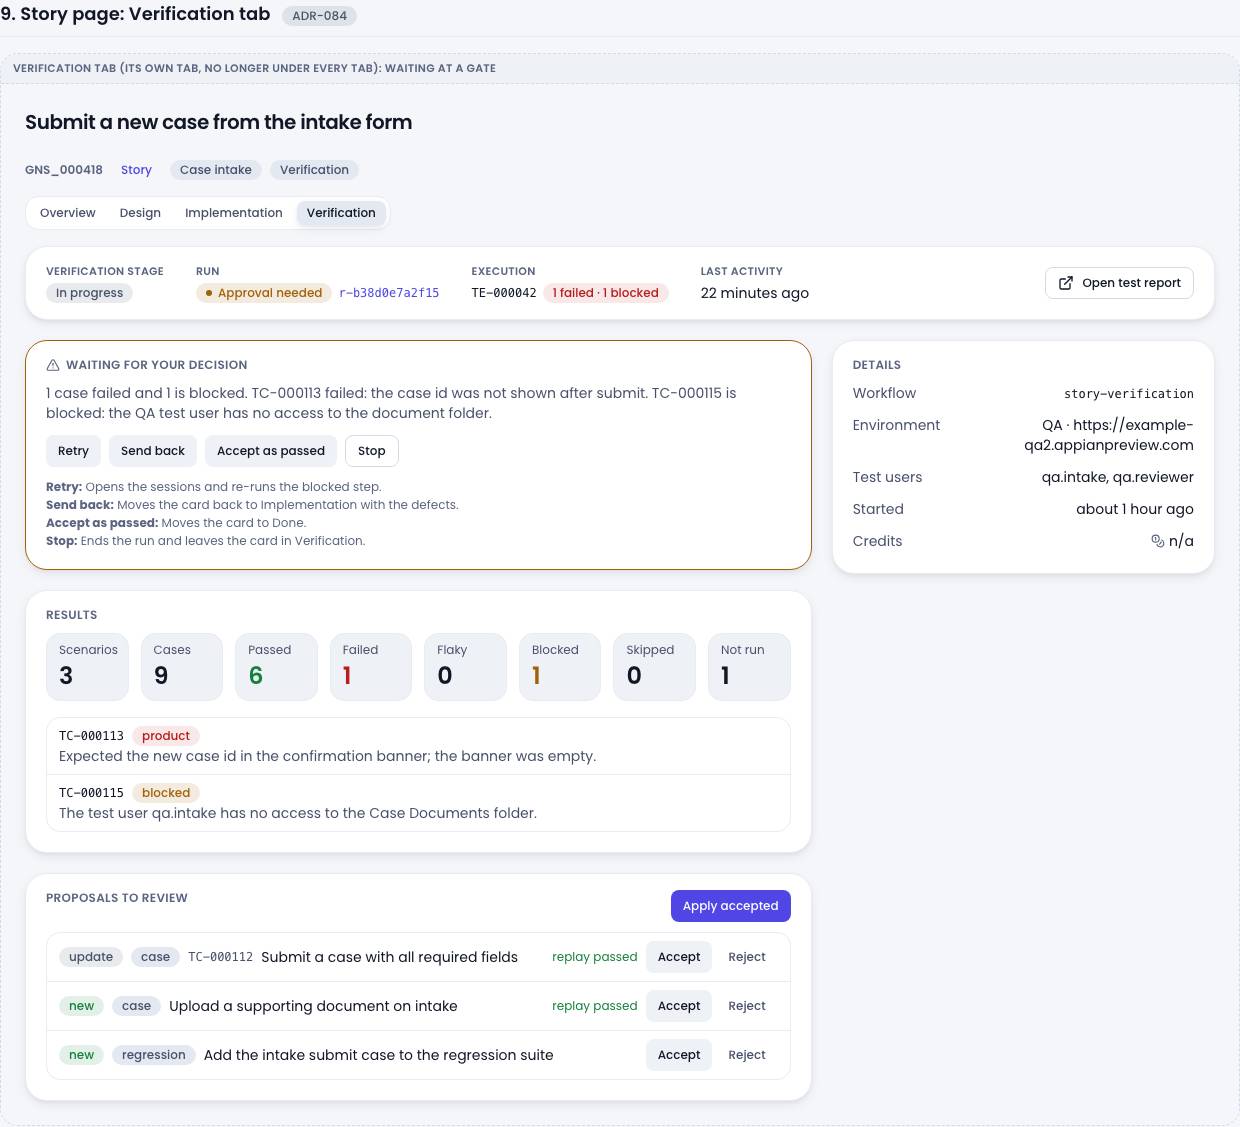 9. Story page: Verification tab ADR-084
VERIFICATION TAB (ITS OWN TAB, NO LONGER UNDER EVERY TAB): WAITING AT A GATE
Submit a new case from the intake form
GNS_000418 Story Case intake Verification
Overview Design Implementation Verification
VERIFICATION STAGE RUN EXECUTION LAST ACTIVITY
In progress Approval needed r-b38d0e7a2f15 TE-000042 1 failed · 1 blocked 22 minutes ago Open test report
WAITING FOR YOUR DECISION
1 case failed and 1 is blocked. TC-000113 failed: the case id was not shown after submit. TC-000115 is
blocked: the QA test user has no access to the document folder.
Retry Send back Accept as passed Stop
Retry: Opens the sessions and re-runs the blocked step.
Send back: Moves the card back to Implementation with the defects.
Accept as passed: Moves the card to Done.
Stop: Ends the run and leaves the card in Verification.
DETAILS
Workflow story-verification
Environment QA · https://example-
qa2.appianpreview.com
Test users qa.intake, qa.reviewer
Started about 1 hour ago
Credits n/a
RESULTS
Scenarios Cases Passed Failed Flaky Blocked Skipped Not run
3 9 6 1 0 1 0 1
TC-000113 product
Expected the new case id in the confirmation banner; the banner was empty.
TC-000115 blocked
The test user qa.intake has no access to the Case Documents folder.
PROPOSALS TO REVIEW Apply accepted
update case TC-000112 Submit a case with all required fields replay passed Accept Reject
new case Upload a supporting document on intake replay passed Accept Reject
new regression Add the intake submit case to the regression suite Accept Reject